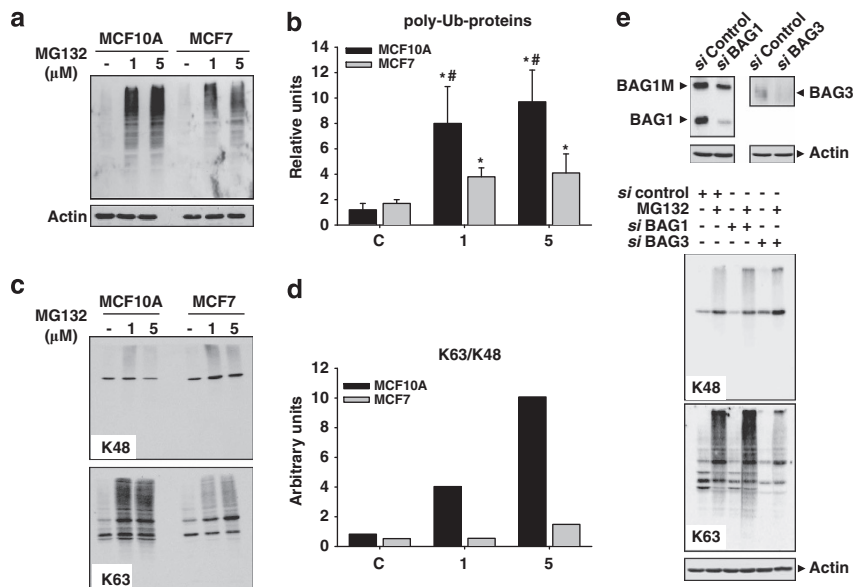 a
MCF10A MCF7
MG132 (μM) - 1 5 - 1 5
Actin
b
poly-Ub-proteins
MCF10A
MCF7
Relative units
14
12
10
8
6
4
2
0
*#
*
*#
*
C 1 5
c
MCF10A MCF7
MG132 (μM) - 1 5 - 1 5
K48
K63
d
K63/K48
MCF10A
MCF7
Arbitrary units
12
10
8
6
4
2
0
C 1 5
e
si Control si BAG1 si Control si BAG3
BAG1M
BAG1
BAG3
Actin
si control + + - - - -
MG132 - + - + - +
si BAG1 - - + + - -
si BAG3 - - - - + +
K48
K63
Actin